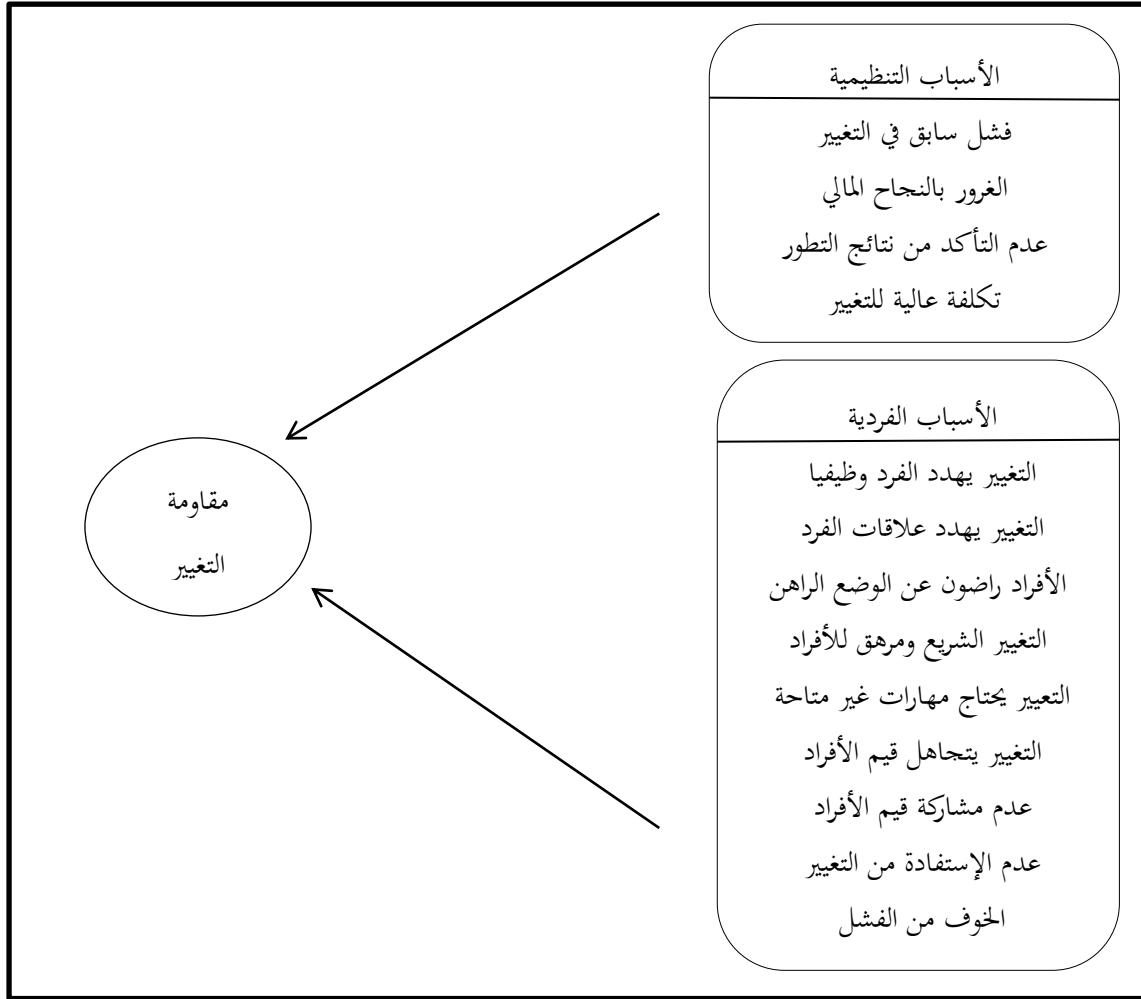 الأسباب التنظيمية
فشل سابق في التغيير
الغرور بالنجاح المالي
عدم التأكد من نتائج التطور
تكلفة عالية للتغيير
الأسباب الفردية
التغيير يهدد الفرد وظيفيا
التغيير يهدد علاقات الفرد
الأفراد راضون عن الوضع الراهن
التغيير الشريع ومرهق للأفراد
التعيير يحتاج مهارات غير متاحة
التغيير يتجاهل قيم الأفراد
عدم مشاركة قيم الأفراد
عدم الإستفادة من التغيير
الخوف من الفشل
مقاومة
التغيير